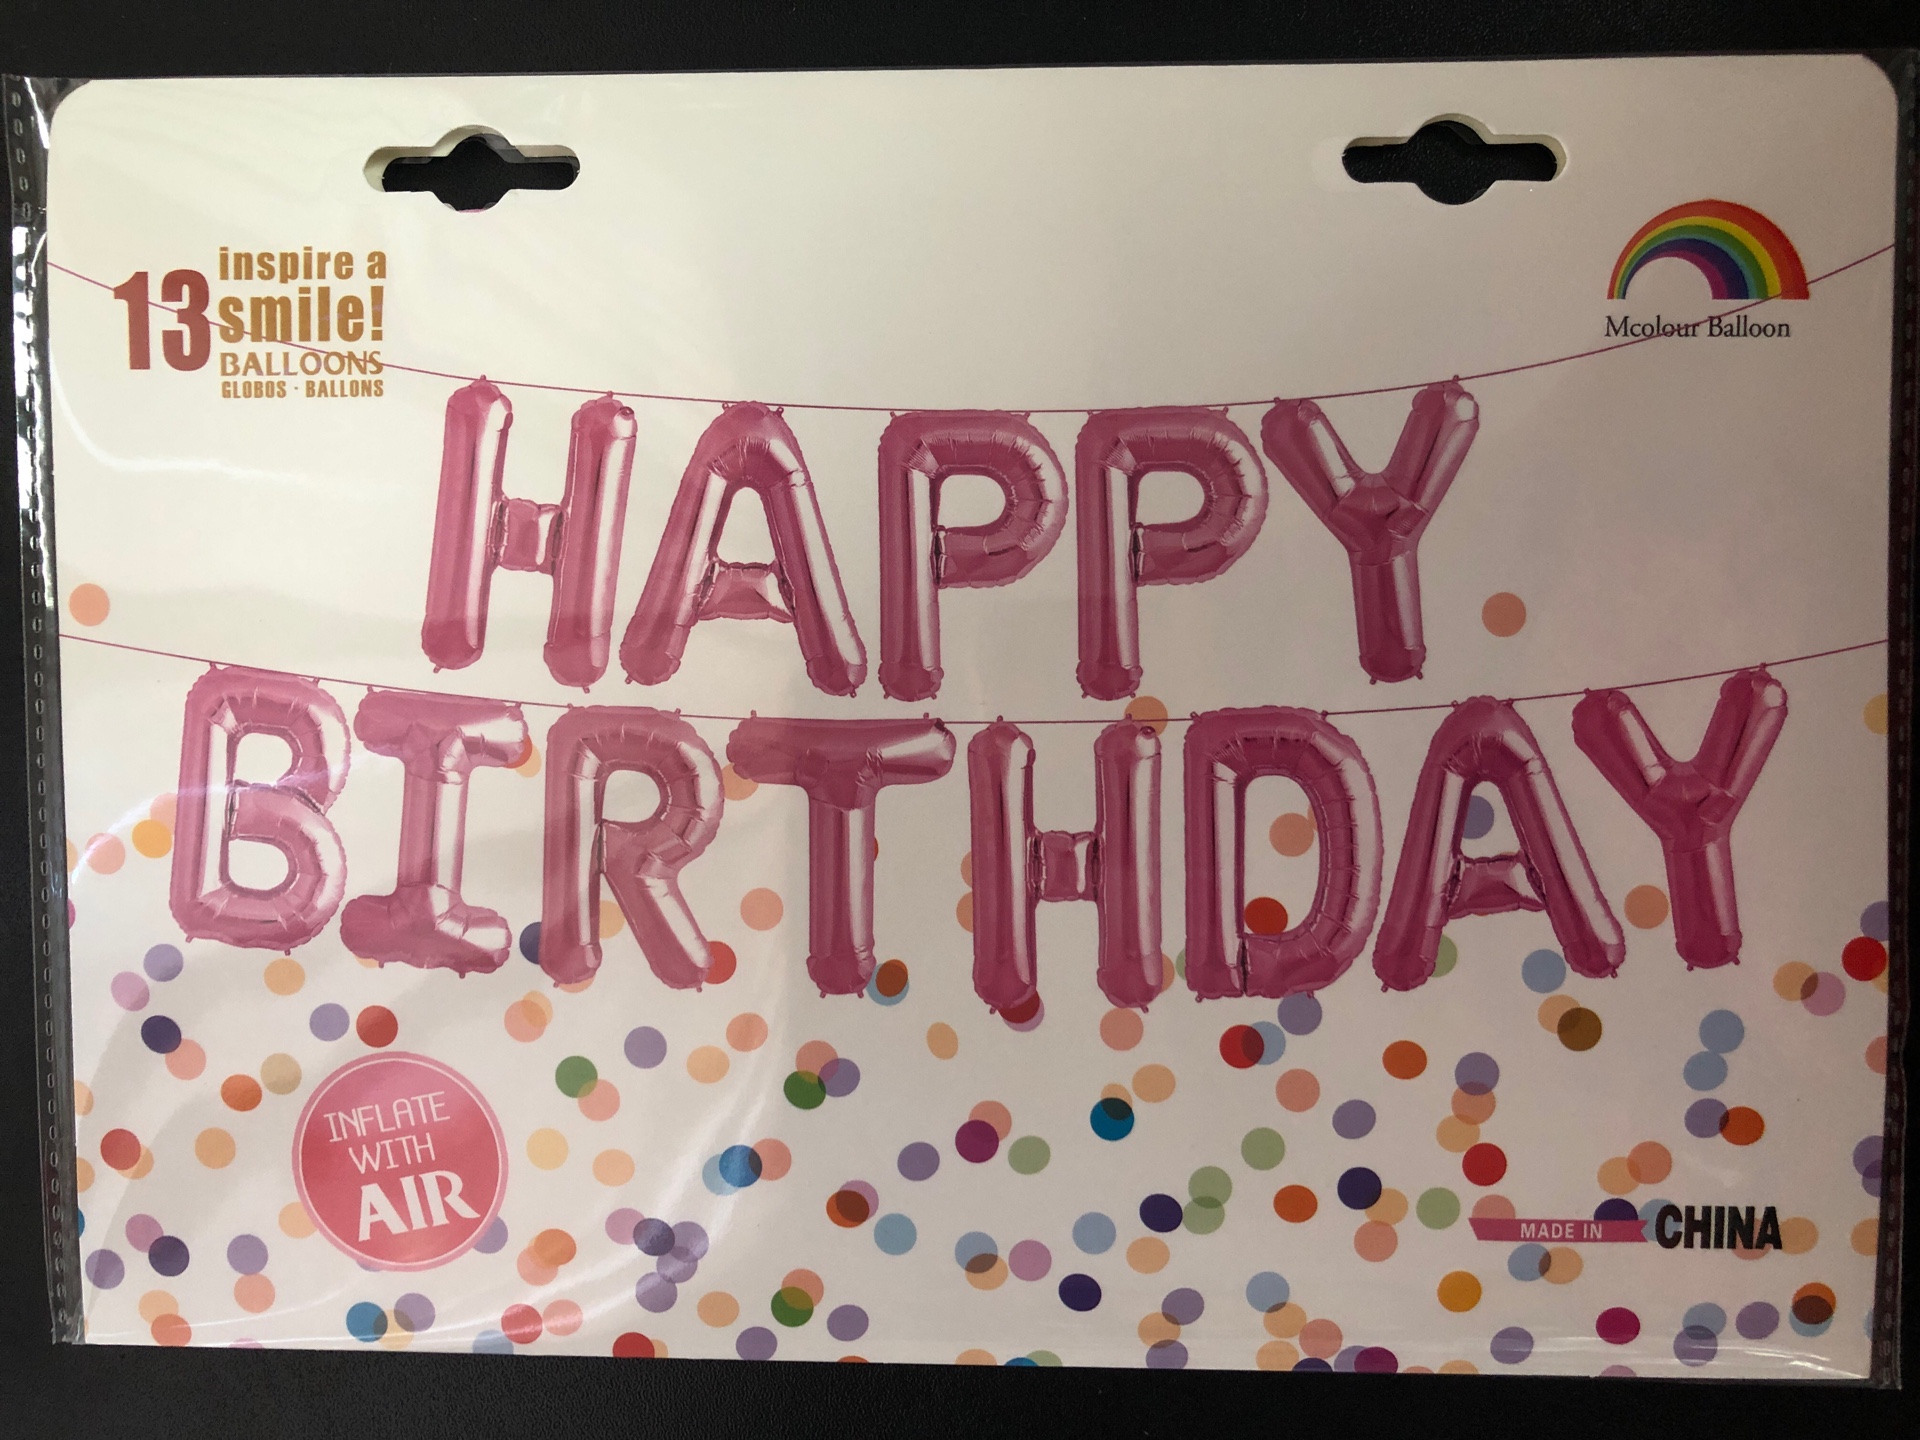 13
inspire a
smile!
BALLOONS
GLOBOS · BALLONS
Mcolour Balloon
HAPPY
BIRTHDAY
INFLATE
WITH
AIR
MADE IN CHINA